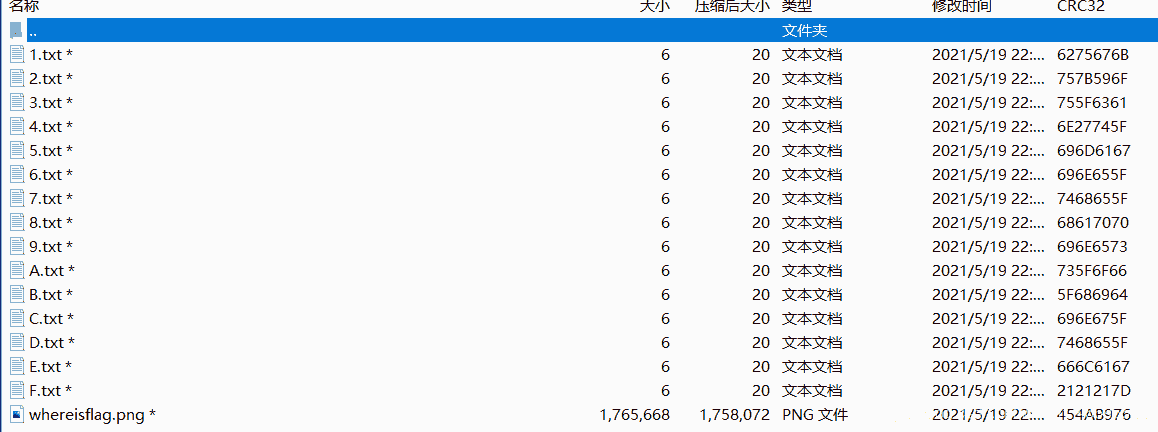 名称 大小 压缩后大小 类型 修改时间 CRC32
.. 文件夹
1.txt * 6 20 文本文档 2021/5/19 22:... 6275676B
2.txt * 6 20 文本文档 2021/5/19 22:... 757B596F
3.txt * 6 20 文本文档 2021/5/19 22:... 755F6361
4.txt * 6 20 文本文档 2021/5/19 22:... 6E27745F
5.txt * 6 20 文本文档 2021/5/19 22:... 696D6167
6.txt * 6 20 文本文档 2021/5/19 22:... 696E655F
7.txt * 6 20 文本文档 2021/5/19 22:... 7468655F
8.txt * 6 20 文本文档 2021/5/19 22:... 68617070
9.txt * 6 20 文本文档 2021/5/19 22:... 696E6573
A.txt * 6 20 文本文档 2021/5/19 22:... 735F6F66
B.txt * 6 20 文本文档 2021/5/19 22:... 5F686964
C.txt * 6 20 文本文档 2021/5/19 22:... 696E675F
D.txt * 6 20 文本文档 2021/5/19 22:... 7468655F
E.txt * 6 20 文本文档 2021/5/19 22:... 666C6167
F.txt * 6 20 文本文档 2021/5/19 22:... 2121217D
whereisflag.png * 1,765,668 1,758,072 PNG 文件 2021/5/19 22:... 454AB976